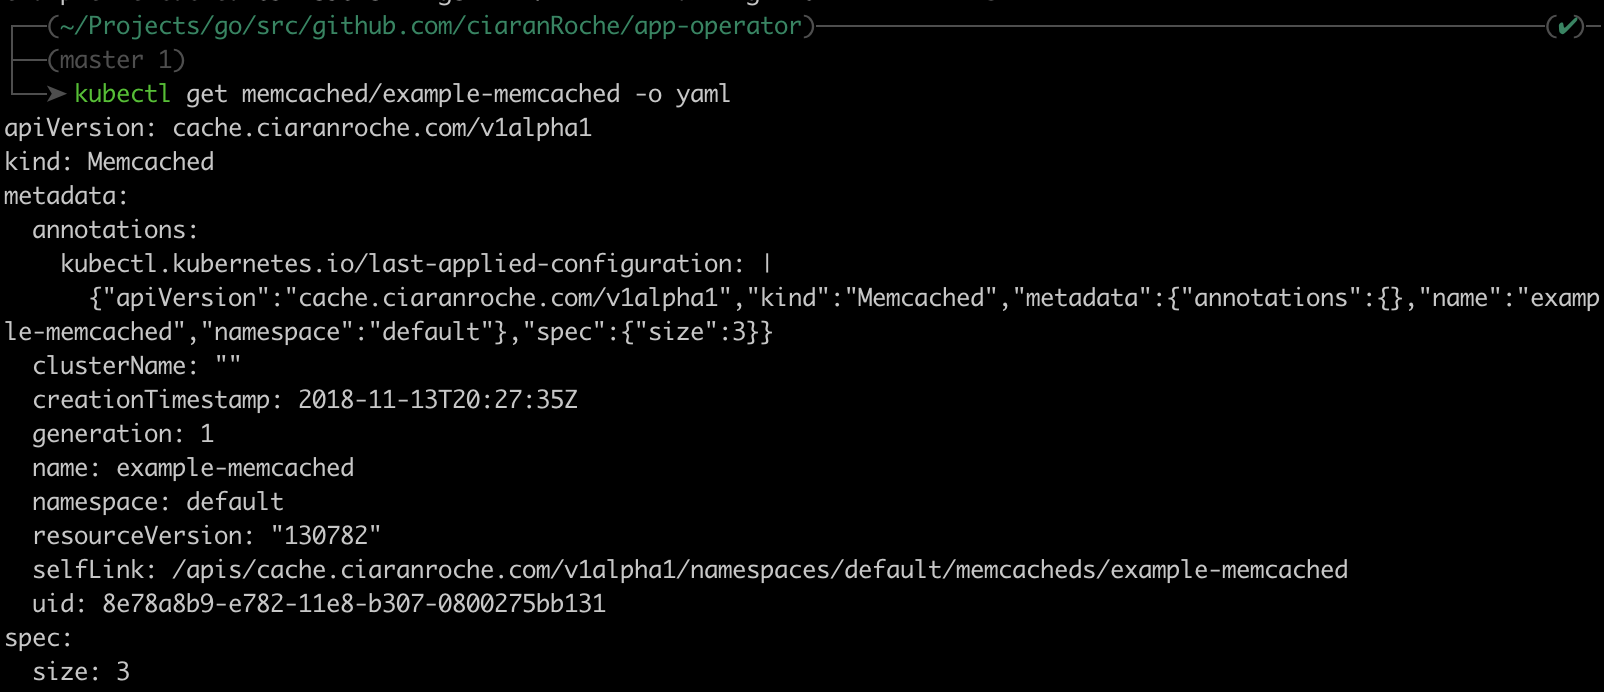 (~/Projects/go/src/github.com/ciaranRoche/app-operator) (✔)
(master 1)
➤ kubectl get memcached/example-memcached -o yaml
apiVersion: cache.ciaranroche.com/v1alpha1
kind: Memcached
metadata:
  annotations:
    kubectl.kubernetes.io/last-applied-configuration: |
      {"apiVersion":"cache.ciaranroche.com/v1alpha1","kind":"Memcached","metadata":{"annotations":{},"name":"examp
le-memcached","namespace":"default"},"spec":{"size":3}}
  clusterName: ""
  creationTimestamp: 2018-11-13T20:27:35Z
  generation: 1
  name: example-memcached
  namespace: default
  resourceVersion: "130782"
  selfLink: /apis/cache.ciaranroche.com/v1alpha1/namespaces/default/memcacheds/example-memcached
  uid: 8e78a8b9-e782-11e8-b307-0800275bb131
spec:
  size: 3